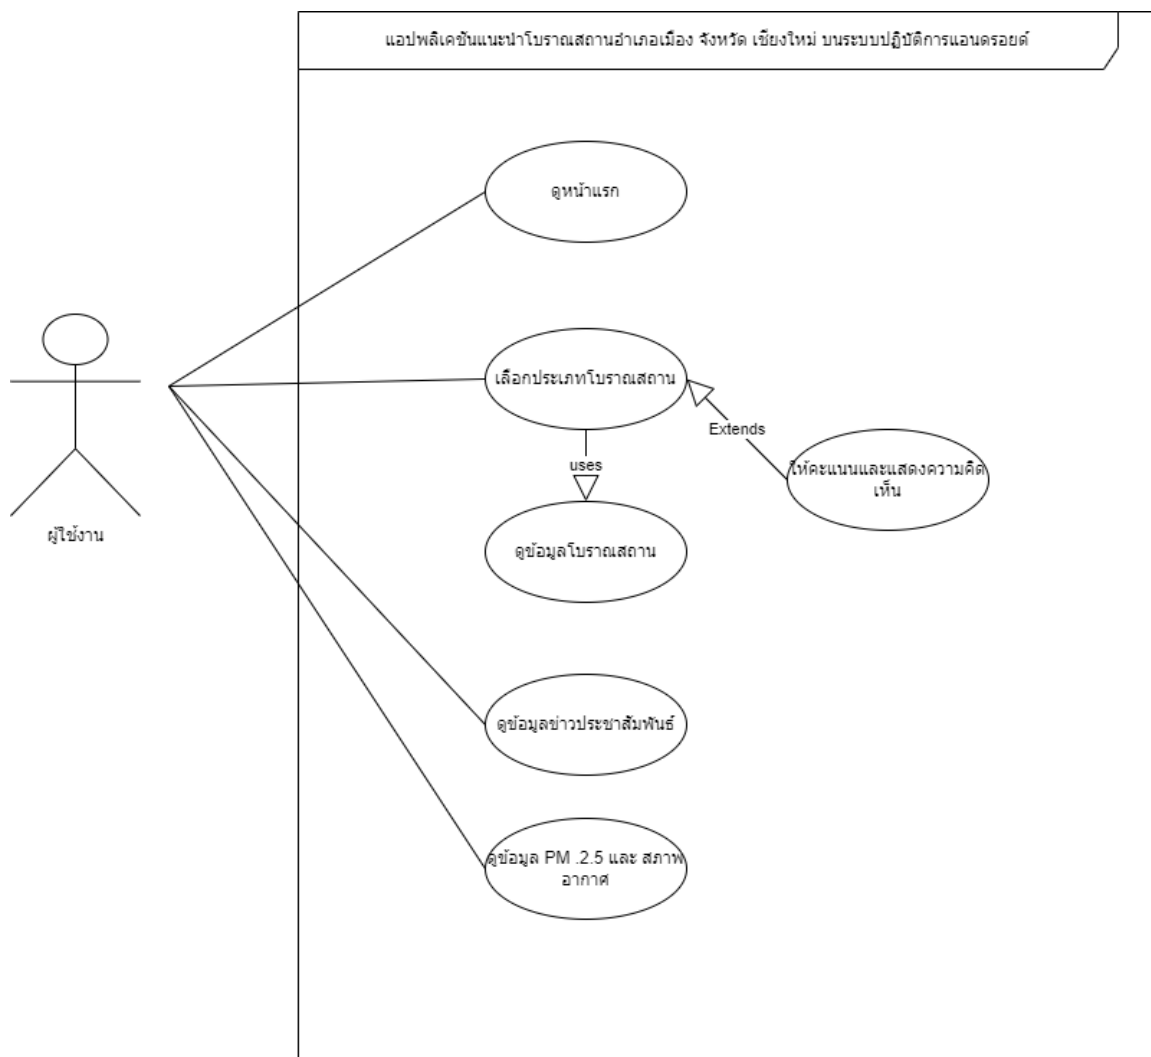 แอปพลิเคชันแนะนำโบราณสถานอำเภอเมือง จังหวัด เชียงใหม่ บนระบบปฏิบัติการแอนดรอยด์
ดูหน้าแรก
เลือกประเภทโบราณสถาน
Extends
uses
ให้คะแนนและแสดงความคิด
เห็น
ผู้ใช้งาน
ดูข้อมูลโบราณสถาน
ดูข้อมูลข่าวประชาสัมพันธ์
ดูข้อมูล PM .2.5 และ สภาพ
อากาศ